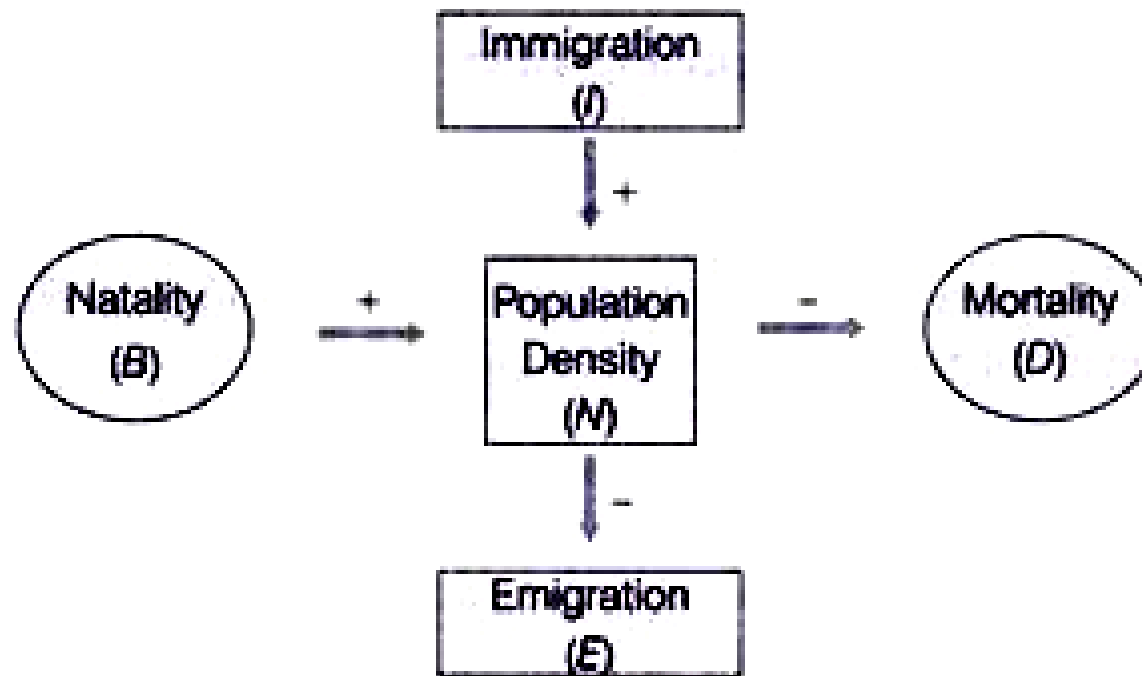 Immigration
(I)
+
Natality
(B)
+
Population
Density
(N)
–
Mortality
(D)
–
Emigration
(E)